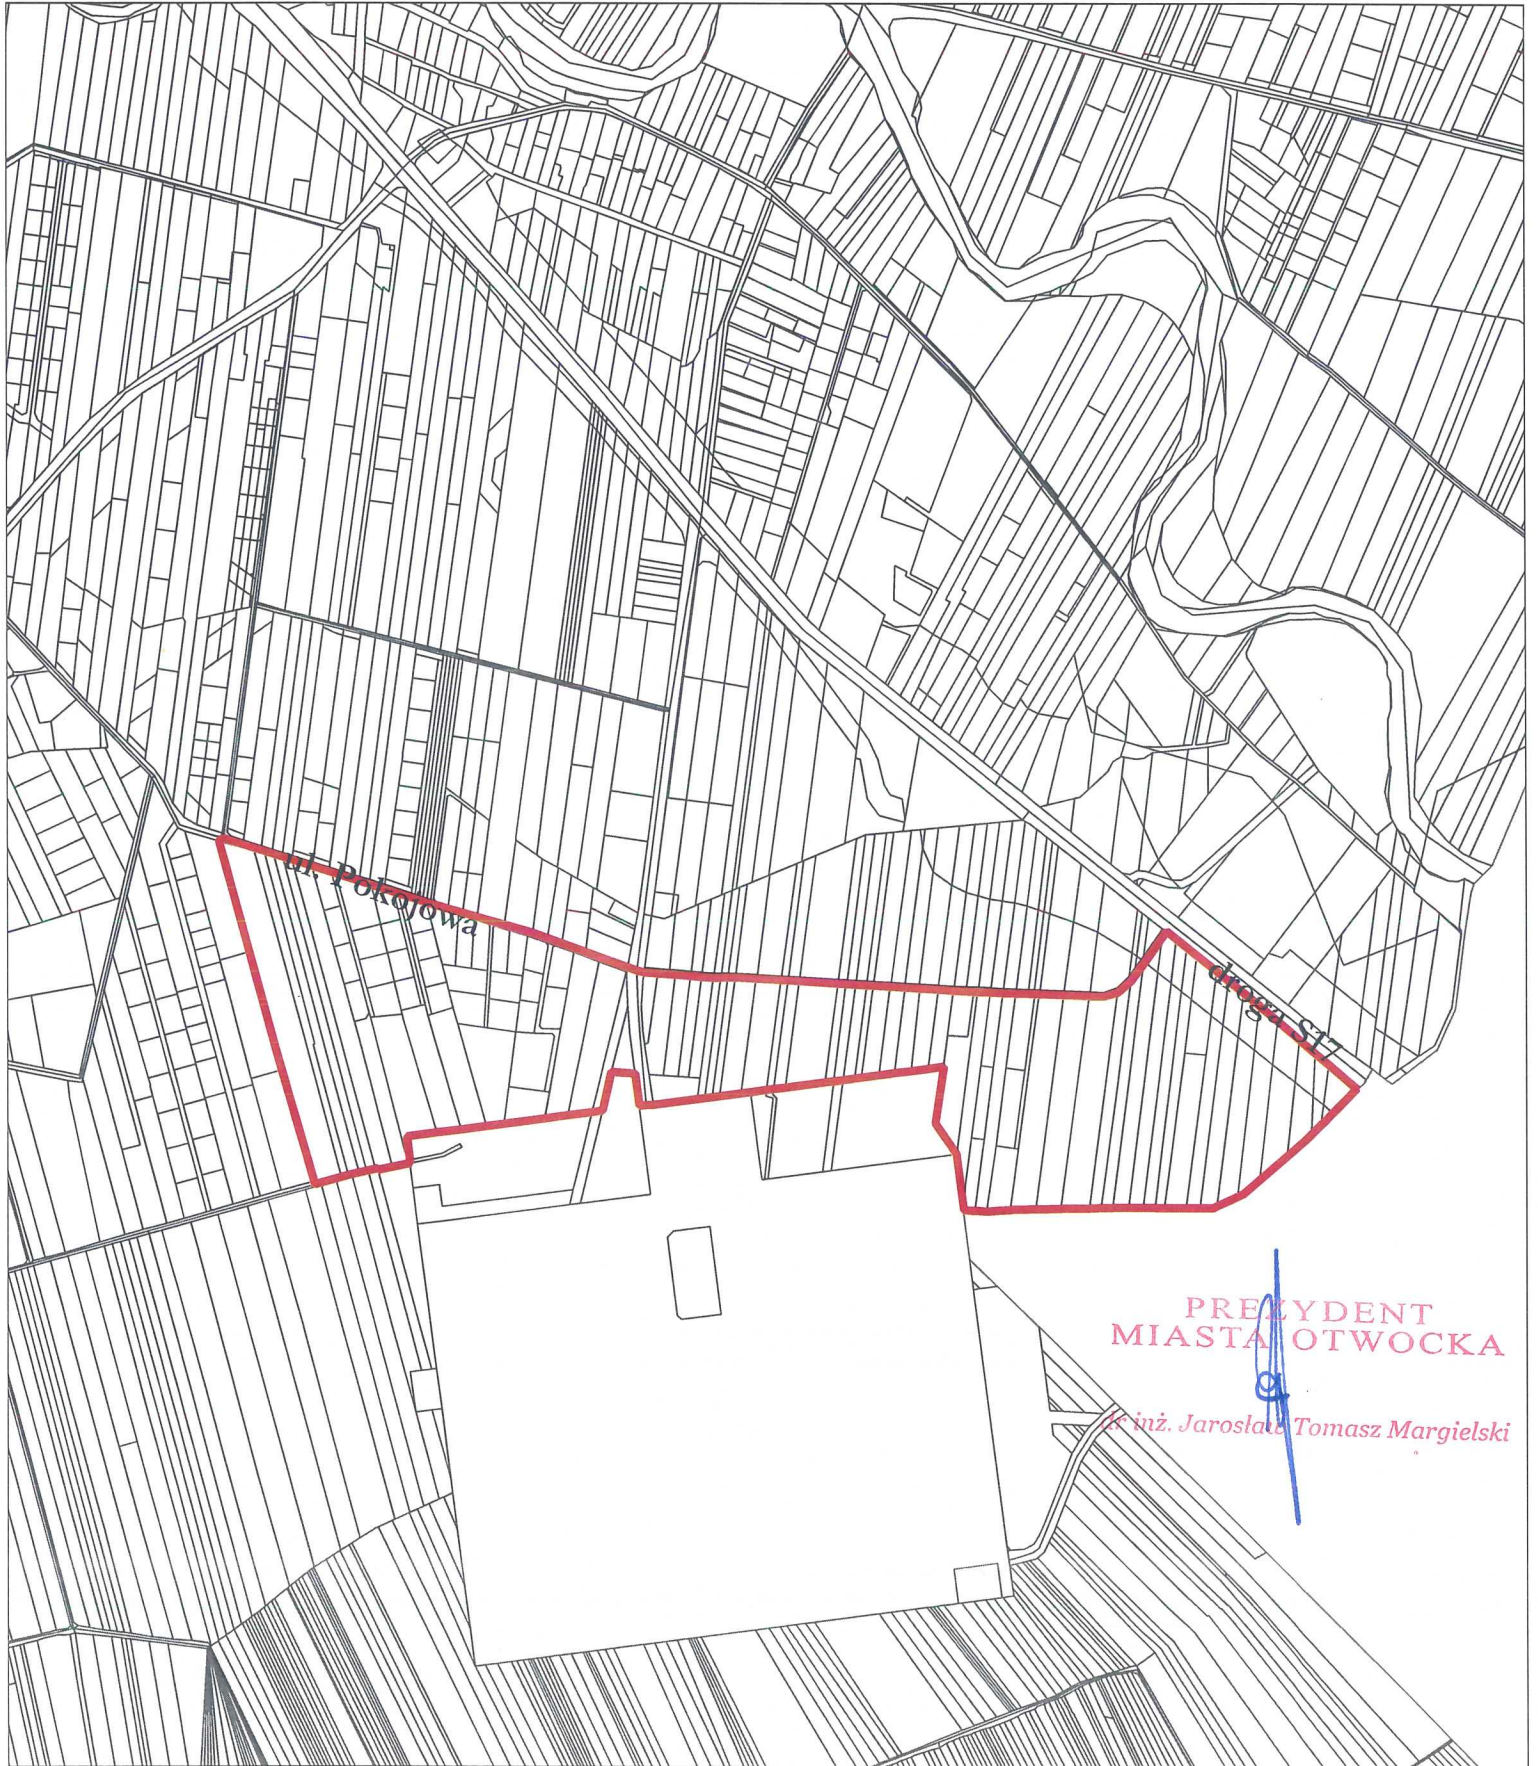 ul. Pokojowa
droga S17
PREZYDENT
MIASTA OTWOCKA
dr inż. Jarosław Tomasz Margielski